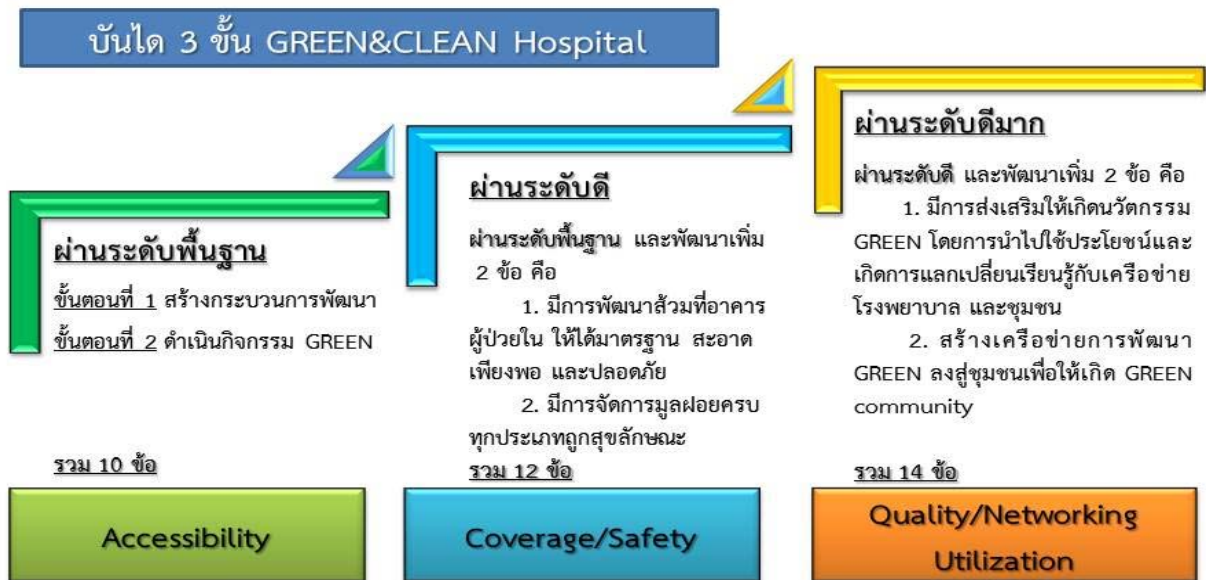 บันได 3 ขั้น GREEN&CLEAN Hospital
ผ่านระดับพื้นฐาน
ขั้นตอนที่ 1 สร้างกระบวนการพัฒนา
ขั้นตอนที่ 2 ดำเนินกิจกรรม GREEN
รวม 10 ข้อ
Accessibility
ผ่านระดับดี
ผ่านระดับพื้นฐาน และพัฒนาเพิ่ม
2 ข้อ คือ
1. มีการพัฒนาส้วมที่อาคาร
ผู้ป่วยใน ให้ได้มาตรฐาน สะอาด
เพียงพอ และปลอดภัย
2. มีการจัดการมูลฝอยครบ
ทุกประเภทถูกสุขลักษณะ
รวม 12 ข้อ
Coverage/Safety
ผ่านระดับดีมาก
ผ่านระดับดี และพัฒนาเพิ่ม 2 ข้อ คือ
1. มีการส่งเสริมให้เกิดนวัตกรรม
GREEN โดยการนำไปใช้ประโยชน์และ
เกิดการแลกเปลี่ยนเรียนรู้กับเครือข่าย
โรงพยาบาล และชุมชน
2. สร้างเครือข่ายการพัฒนา
GREEN ลงสู่ชุมชนเพื่อให้เกิด GREEN
community
รวม 14 ข้อ
Quality/Networking
Utilization